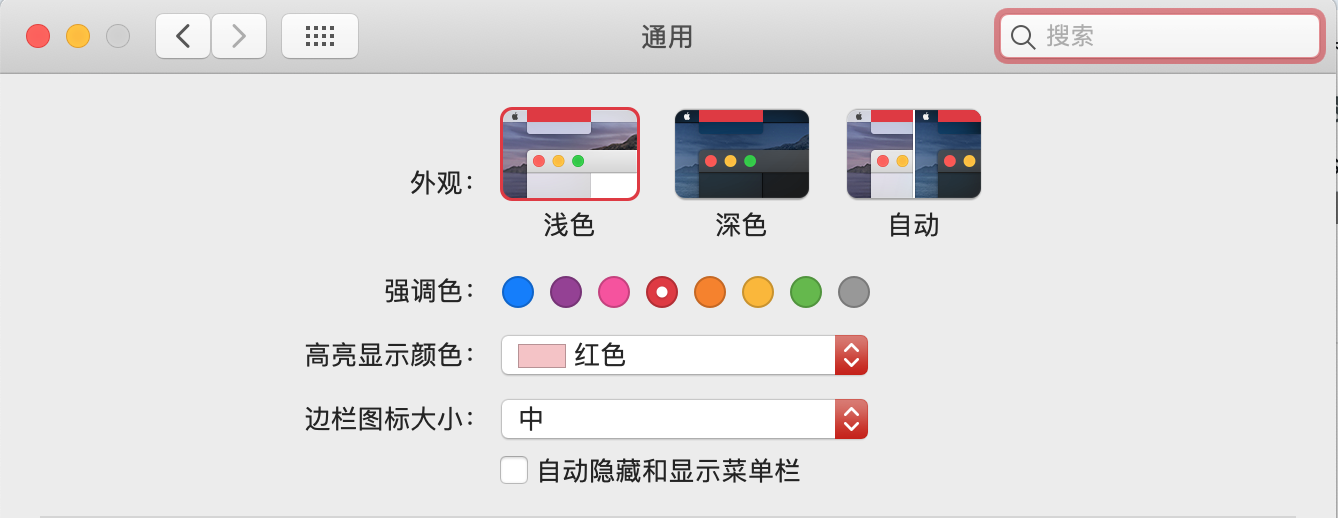 通用
搜索
外观：
浅色
深色
自动
强调色：
高亮显示颜色：
红色
边栏图标大小：
中
自动隐藏和显示菜单栏